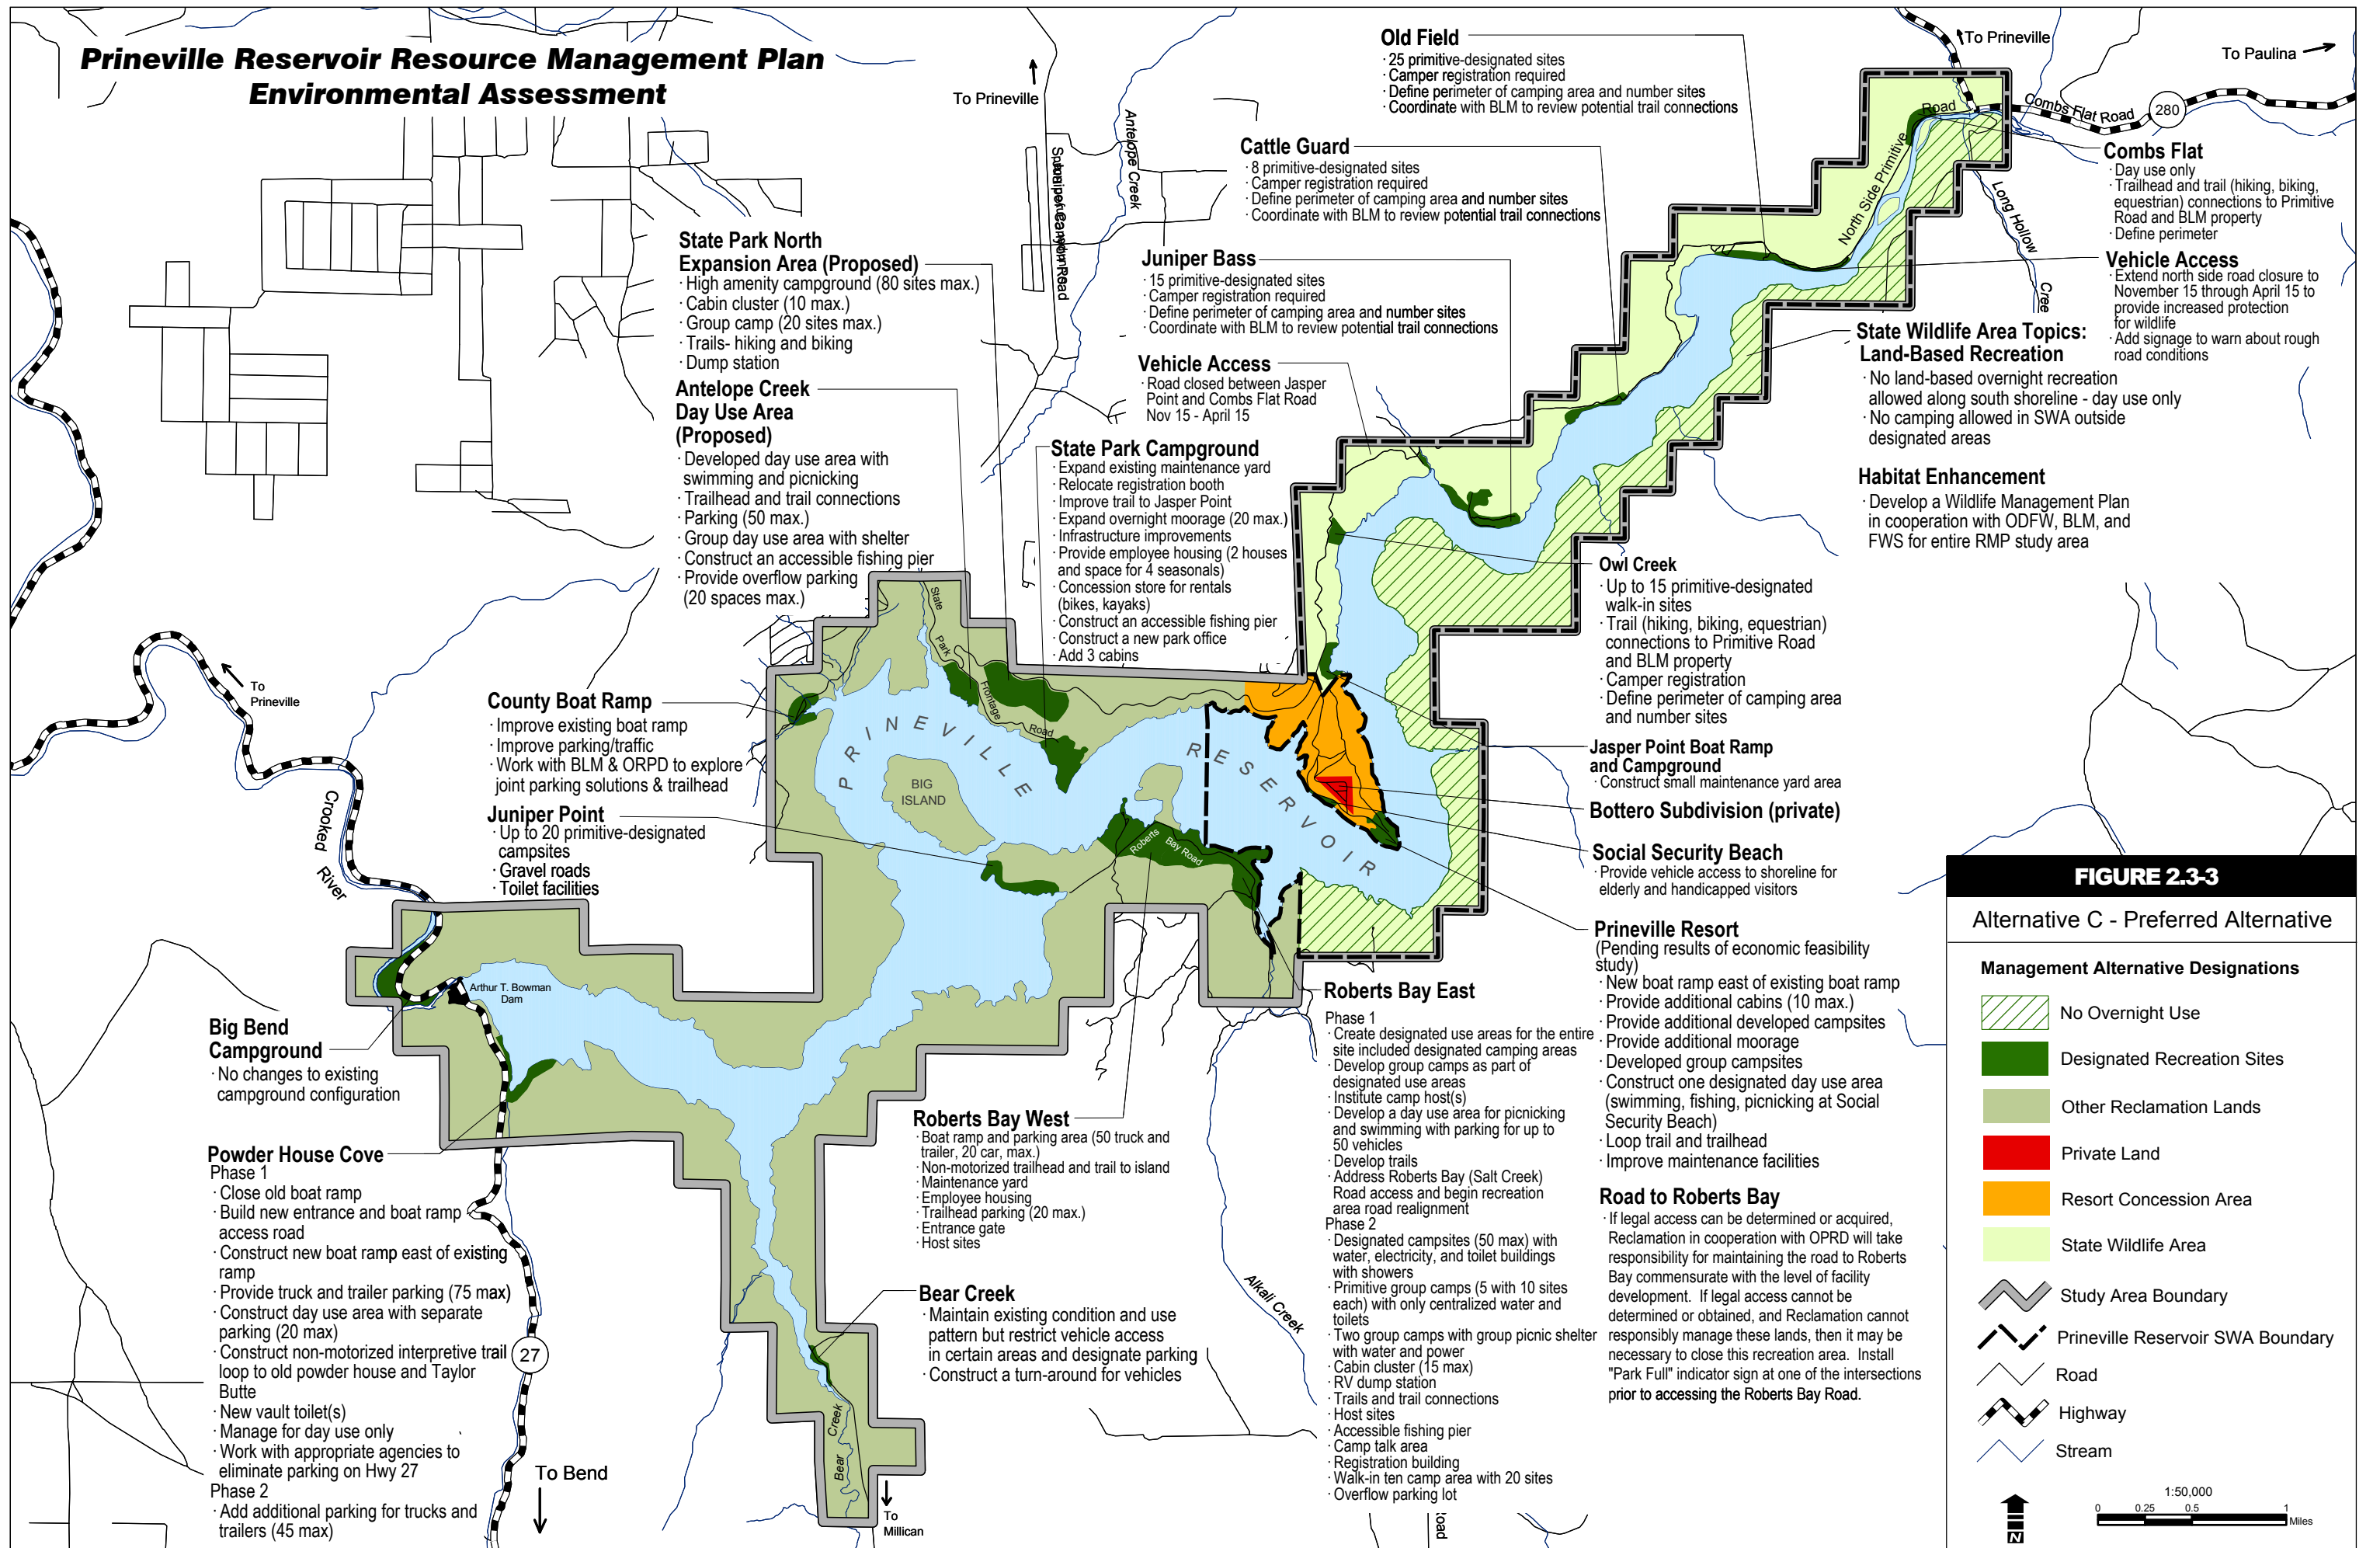 Prineville Reservoir Resource Management Plan
Environmental Assessment
To Prineville
Antelope Creek
Old Field
· 25 primitive-designated sites
· Camper registration required
· Define perimeter of camping area and number sites
· Coordinate with BLM to review potential trail connections
To Prineville
To Paulina
Combs Flat Road
280
Road
North Side Primitive
Long Hollow
Cree
Cattle Guard
· 8 primitive-designated sites
· Camper registration required
· Define perimeter of camping area and number sites
· Coordinate with BLM to review potential trail connections
Combs Flat
· Day use only
· Trailhead and trail (hiking, biking,
equestrian) connections to Primitive
Road and BLM property
· Define perimeter
Vehicle Access
· Extend north side road closure to
November 15 through April 15 to
provide increased protection
for wildlife
· Add signage to warn about rough
road conditions
State Park North
Expansion Area (Proposed)
· High amenity campground (80 sites max.)
· Cabin cluster (10 max.)
· Group camp (20 sites max.)
· Trails- hiking and biking
· Dump station
Juniper Bass
· 15 primitive-designated sites
· Camper registration required
· Define perimeter of camping area and number sites
· Coordinate with BLM to review potential trail connections
State Wildlife Area Topics:
Land-Based Recreation
· No land-based overnight recreation
allowed along south shoreline - day use only
· No camping allowed in SWA outside
designated areas
Habitat Enhancement
· Develop a Wildlife Management Plan
in cooperation with ODFW, BLM, and
FWS for entire RMP study area
Vehicle Access
· Road closed between Jasper
Point and Combs Flat Road
Nov 15 - April 15
Antelope Creek
Day Use Area
(Proposed)
· Developed day use area with
swimming and picnicking
· Trailhead and trail connections
· Parking (50 max.)
· Group day use area with shelter
· Construct an accessible fishing pier
· Provide overflow parking
(20 spaces max.)
State Park Campground
· Expand existing maintenance yard
· Relocate registration booth
· Improve trail to Jasper Point
· Expand overnight moorage (20 max.)
· Infrastructure improvements
· Provide employee housing (2 houses
and space for 4 seasonals)
· Concession store for rentals
(bikes, kayaks)
· Construct an accessible fishing pier
· Construct a new park office
· Add 3 cabins
Owl Creek
· Up to 15 primitive-designated
walk-in sites
· Trail (hiking, biking, equestrian)
connections to Primitive Road
and BLM property
· Camper registration
· Define perimeter of camping area
and number sites
State
Park
Frontage
Road
To
Prineville
Crooked
River
County Boat Ramp
· Improve existing boat ramp
· Improve parking/traffic
· Work with BLM & ORPD to explore
joint parking solutions & trailhead
PRINEVILLE
RESERVOIR
BIG
ISLAND
Juniper Point
· Up to 20 primitive-designated
campsites
· Gravel roads
· Toilet facilities
Roberts
Bay Road
Jasper Point Boat Ramp
and Campground
· Construct small maintenance yard area
Bottero Subdivision (private)
Social Security Beach
· Provide vehicle access to shoreline for
elderly and handicapped visitors
Prineville Resort
(Pending results of economic feasibility
study)
· New boat ramp east of existing boat ramp
· Provide additional cabins (10 max.)
· Provide additional developed campsites
· Provide additional moorage
· Developed group campsites
· Construct one designated day use area
(swimming, fishing, picnicking at Social
Security Beach)
· Loop trail and trailhead
· Improve maintenance facilities
Arthur T. Bowman
Dam
Big Bend
Campground
· No changes to existing
campground configuration
Powder House Cove
Phase 1
· Close old boat ramp
· Build new entrance and boat ramp
access road
· Construct new boat ramp east of existing
ramp
· Provide truck and trailer parking (75 max)
· Construct day use area with separate
parking (20 max)
· Construct non-motorized interpretive trail
loop to old powder house and Taylor
Butte
· New vault toilet(s)
· Manage for day use only
· Work with appropriate agencies to
eliminate parking on Hwy 27
Phase 2
· Add additional parking for trucks and
trailers (45 max)
27
To Bend
Roberts Bay West
· Boat ramp and parking area (50 truck and
trailer, 20 car, max.)
· Non-motorized trailhead and trail to island
· Maintenance yard
· Employee housing
· Trailhead parking (20 max.)
· Entrance gate
· Host sites
Bear Creek
· Maintain existing condition and use
pattern but restrict vehicle access
in certain areas and designate parking
· Construct a turn-around for vehicles
Bear Creek
To
Millican
Alkali Creek
Roberts Bay East
Phase 1
· Create designated use areas for the entire
site included designated camping areas
· Develop group camps as part of
designated use areas
· Institute camp host(s)
· Develop a day use area for picnicking
and swimming with parking for up to
50 vehicles
· Develop trails
· Address Roberts Bay (Salt Creek)
Road access and begin recreation
area road realignment
Phase 2
· Designated campsites (50 max) with
water, electricity, and toilet buildings
with showers
· Primitive group camps (5 with 10 sites
each) with only centralized water and
toilets
· Two group camps with group picnic shelter
with water and power
· Cabin cluster (15 max)
· RV dump station
· Trails and trail connections
· Host sites
· Accessible fishing pier
· Camp talk area
· Registration building
· Walk-in ten camp area with 20 sites
· Overflow parking lot
oad
Road to Roberts Bay
· If legal access can be determined or acquired,
Reclamation in cooperation with OPRD will take
responsibility for maintaining the road to Roberts
Bay commensurate with the level of facility
development. If legal access cannot be
determined or obtained, and Reclamation cannot
responsibly manage these lands, then it may be
necessary to close this recreation area. Install
"Park Full" indicator sign at one of the intersections
prior to accessing the Roberts Bay Road.
FIGURE 2.3-3
Alternative C - Preferred Alternative
Management Alternative Designations
No Overnight Use
Designated Recreation Sites
Other Reclamation Lands
Private Land
Resort Concession Area
State Wildlife Area
Study Area Boundary
Prineville Reservoir SWA Boundary
Road
Highway
Stream
N
1:50,000
0 0.25 0.5 1
Miles